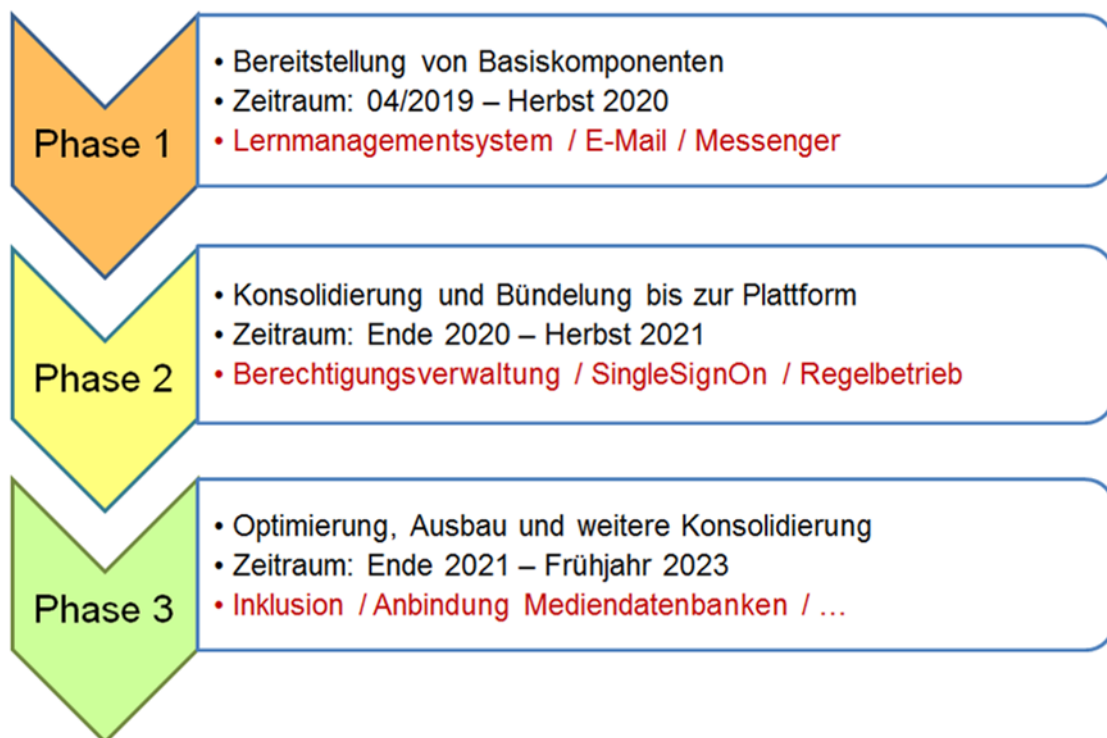 Phase 1
• Bereitstellung von Basiskomponenten
• Zeitraum: 04/2019 – Herbst 2020
• Lernmanagementsystem / E-Mail / Messenger
Phase 2
• Konsolidierung und Bündelung bis zur Plattform
• Zeitraum: Ende 2020 – Herbst 2021
• Berechtigungsverwaltung / SingleSignOn / Regelbetrieb
Phase 3
• Optimierung, Ausbau und weitere Konsolidierung
• Zeitraum: Ende 2021 – Frühjahr 2023
• Inklusion / Anbindung Mediendatenbanken / …